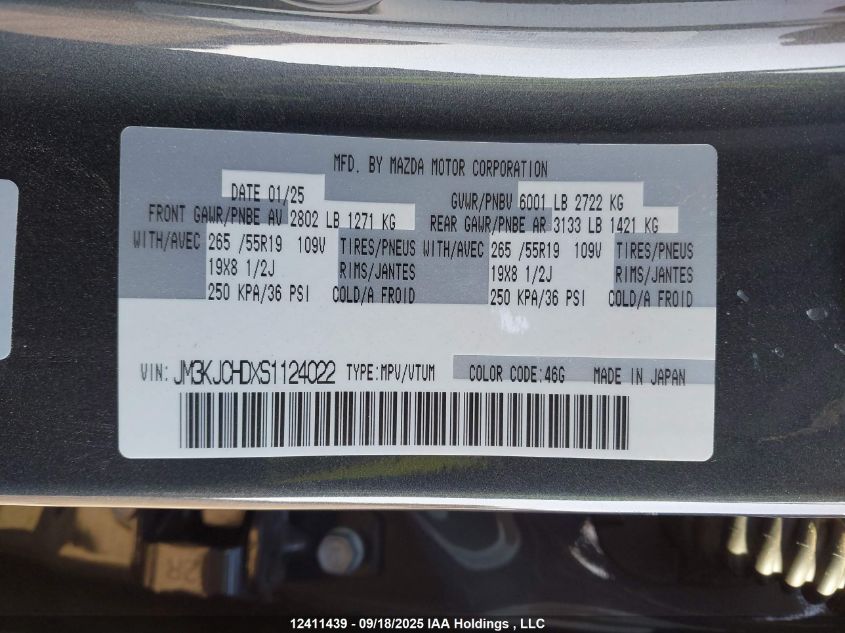 MFD. BY MAZDA MOTOR CORPORATION
DATE 01/25 GVWR/PNBV 6001 LB 2722 KG
FRONT GAWR/PNBE AV 2802 LB 1271 KG REAR GAWR/PNBE AR 3133 LB 1421 KG
WITH/AVEC 265 /55R19 109V TIRES/PNEUS WITH/AVEC 265 /55R19 109V TIRES/PNEUS
19X8 1/2J RIMS/JANTES 19X8 1/2J RIMS/JANTES
250 KPA/36 PSI COLD/A FROID 250 KPA/36 PSI COLD/A FROID
VIN: JM3KJCHDXS1124022 TYPE:MPV/VTUM COLOR CODE:46G MADE IN JAPAN
12411439 - 09/18/2025 IAA Holdings , LLC